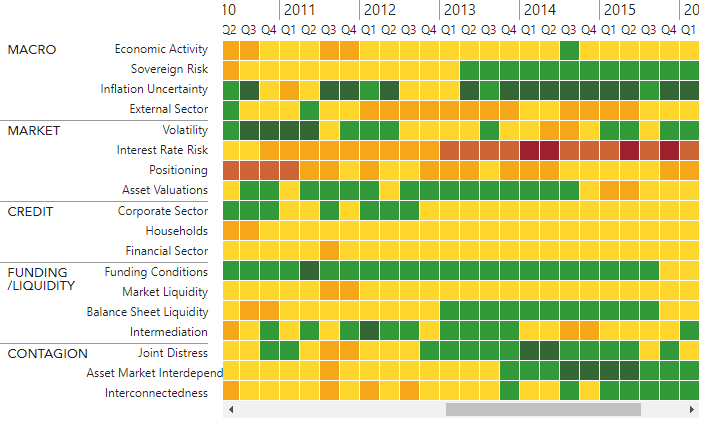 10 2011 2012 2013 2014 2015 20
Q2 Q3 Q4 Q1 Q2 Q3 Q4 Q1 Q2 Q3 Q4 Q1 Q2 Q3 Q4 Q1 Q2 Q3 Q4 Q1 Q2 Q3 Q4 Q1
MACRO Economic Activity
Sovereign Risk
Inflation Uncertainty
External Sector
MARKET Volatility
Interest Rate Risk
Positioning
Asset Valuations
CREDIT Corporate Sector
Households
Financial Sector
FUNDING Funding Conditions
/LIQUIDITY Market Liquidity
Balance Sheet Liquidity
Intermediation
CONTAGION Joint Distress
Asset Market Interdepend
Interconnectedness